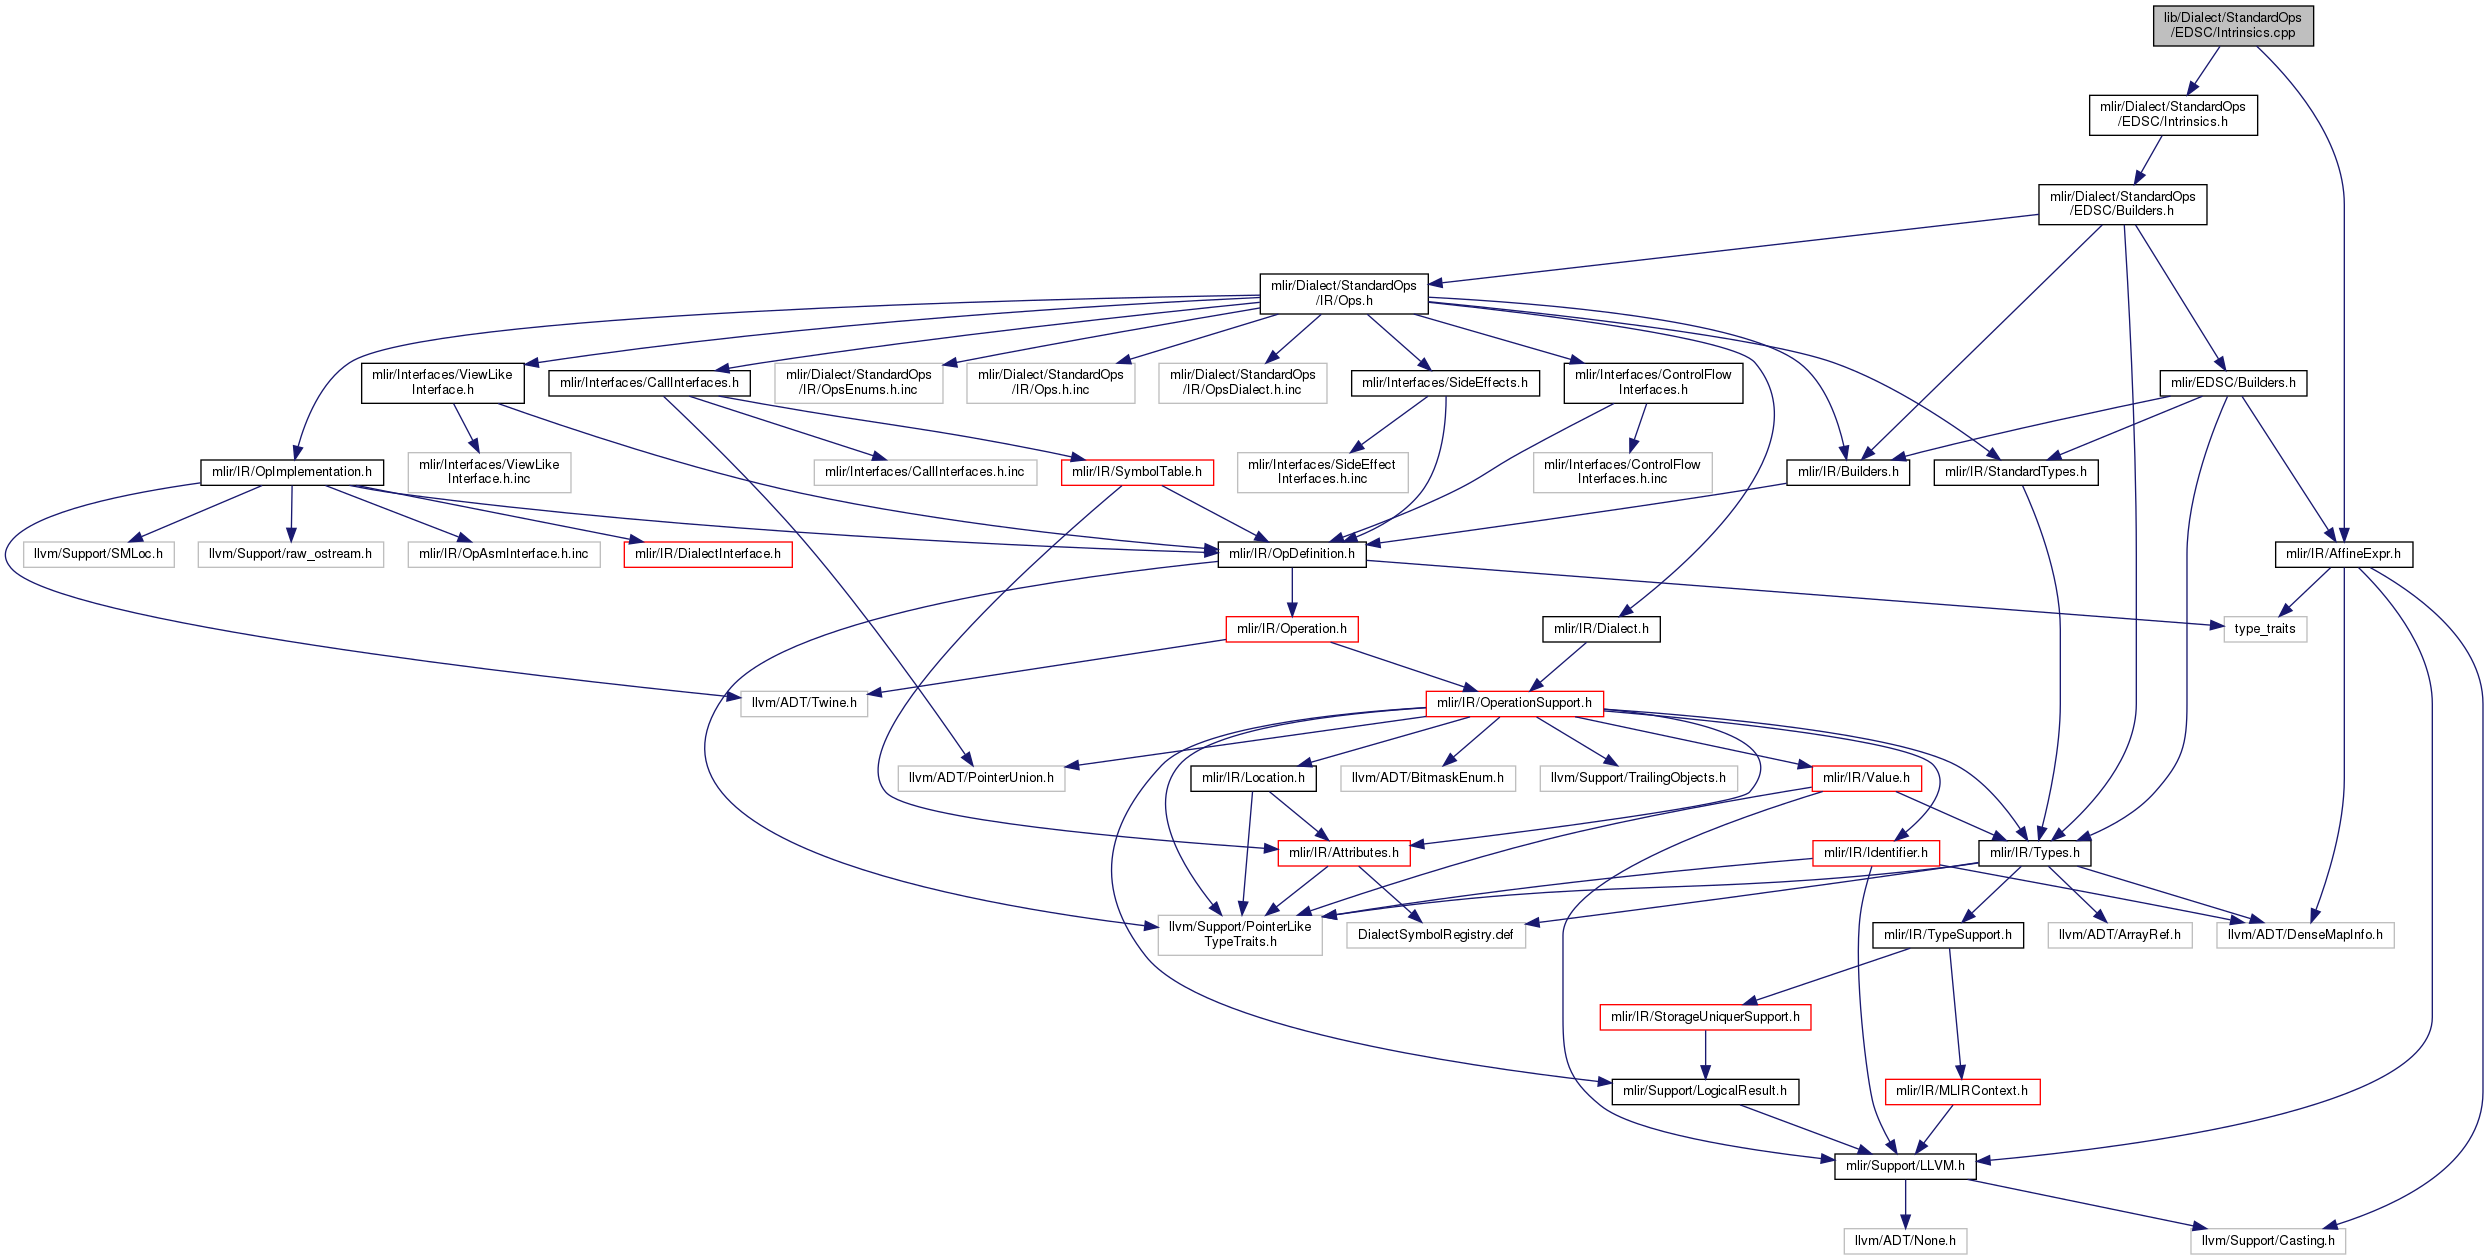 lib/Dialect/StandardOps
/EDSC/Intrinsics.cpp
mlir/Dialect/StandardOps
/EDSC/Intrinsics.h
mlir/Dialect/StandardOps
/EDSC/Builders.h
mlir/Dialect/StandardOps
/IR/Ops.h
mlir/Interfaces/ViewLike
Interface.h
mlir/Interfaces/CallInterfaces.h
mlir/Dialect/StandardOps
/IR/OpsEnums.h.inc
mlir/Dialect/StandardOps
/IR/Ops.h.inc
mlir/Dialect/StandardOps
/IR/OpsDialect.h.inc
mlir/Interfaces/SideEffects.h
mlir/Interfaces/ControlFlow
Interfaces.h
mlir/EDSC/Builders.h
mlir/IR/OpImplementation.h
mlir/Interfaces/ViewLike
Interface.h.inc
mlir/Interfaces/CallInterfaces.h.inc
mlir/IR/SymbolTable.h
mlir/Interfaces/SideEffect
Interfaces.h.inc
mlir/Interfaces/ControlFlow
Interfaces.h.inc
mlir/IR/Builders.h
mlir/IR/StandardTypes.h
llvm/Support/SMLoc.h
llvm/Support/raw_ostream.h
mlir/IR/OpAsmInterface.h.inc
mlir/IR/DialectInterface.h
mlir/IR/OpDefinition.h
mlir/IR/AffineExpr.h
mlir/IR/Operation.h
mlir/IR/Dialect.h
type_traits
llvm/ADT/Twine.h
mlir/IR/OperationSupport.h
llvm/ADT/PointerUnion.h
mlir/IR/Location.h
llvm/ADT/BitmaskEnum.h
llvm/Support/TrailingObjects.h
mlir/IR/Value.h
mlir/IR/Attributes.h
mlir/IR/Identifier.h
mlir/IR/Types.h
llvm/Support/PointerLike
TypeTraits.h
DialectSymbolRegistry.def
mlir/IR/TypeSupport.h
llvm/ADT/ArrayRef.h
llvm/ADT/DenseMapInfo.h
mlir/IR/StorageUniquerSupport.h
mlir/Support/LogicalResult.h
mlir/IR/MLIRContext.h
mlir/Support/LLVM.h
llvm/ADT/None.h
llvm/Support/Casting.h